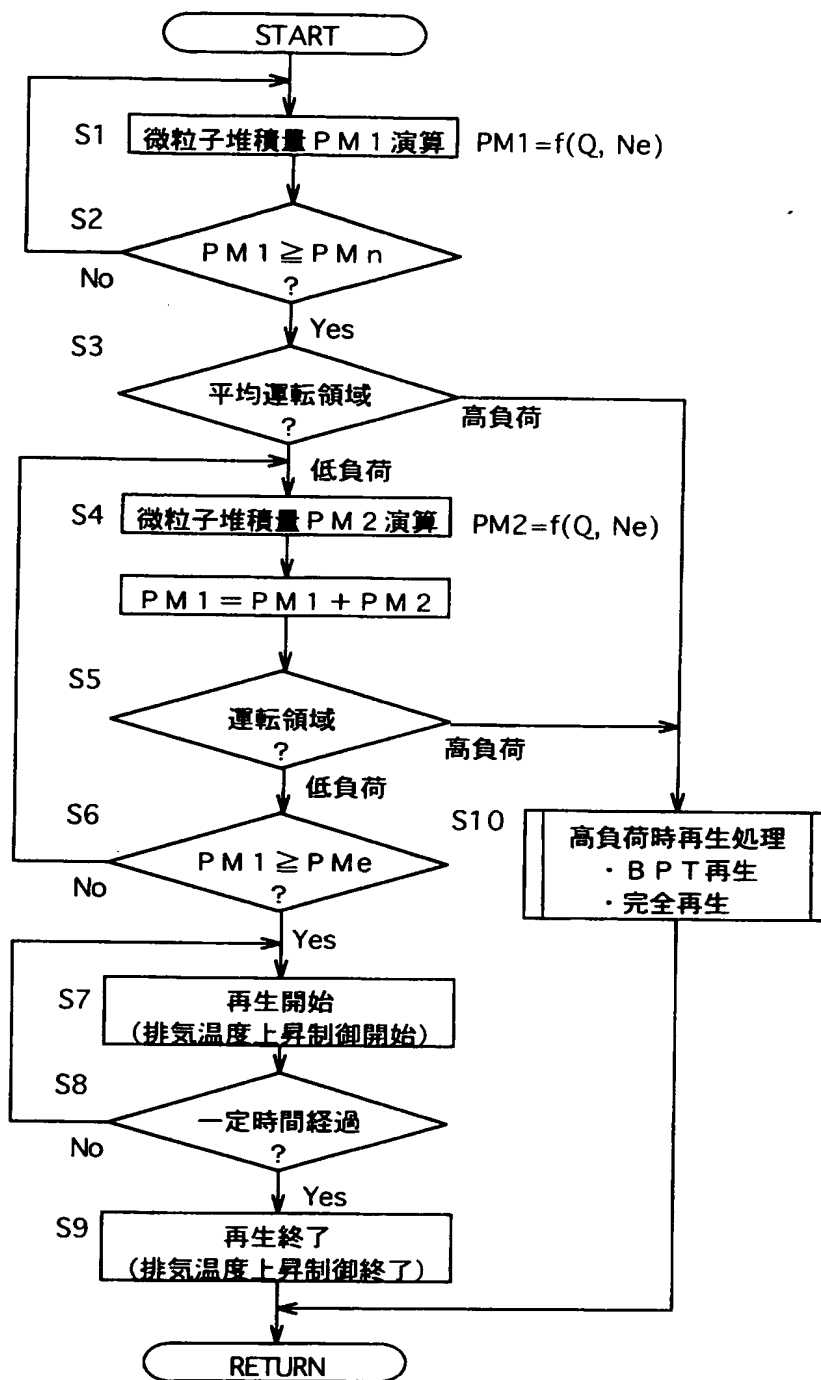 START
S1
微粒子堆積量PM1演算
PM1=f(Q, Ne)
S2
PM1≧PMn
?
No
Yes
S3
平均運転領域
?
高負荷
低負荷
S4
微粒子堆積量PM2演算
PM2=f(Q, Ne)
PM1=PM1+PM2
S5
運転領域
?
高負荷
低負荷
S6
PM1≧PMe
?
No
Yes
S10
高負荷時再生処理
・BPT再生
・完全再生
S7
再生開始
(排気温度上昇制御開始)
S8
一定時間経過
?
No
Yes
S9
再生終了
(排気温度上昇制御終了)
RETURN